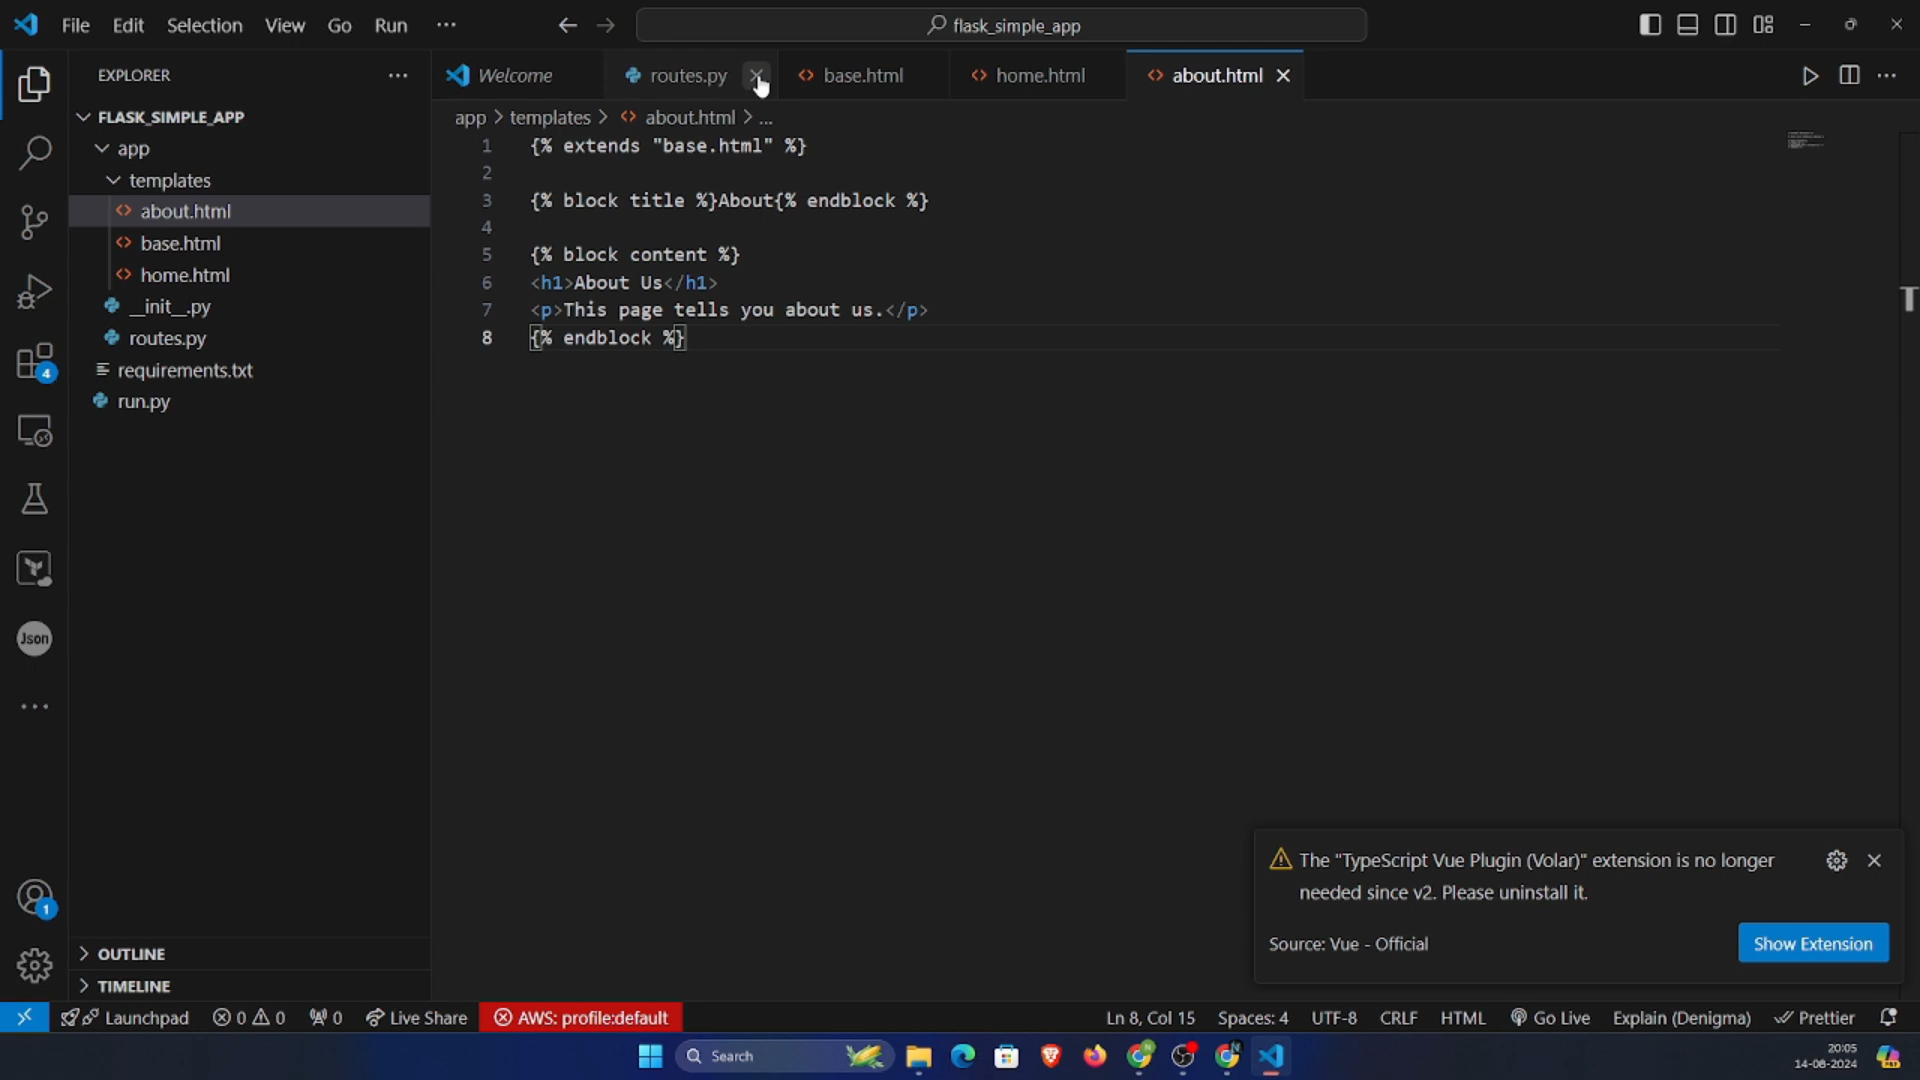 File Edit Selection View Go Run ··· flask_simple_app
EXPLORER ···
FLASK_SIMPLE_APP
app
templates
about.html
base.html
home.html
__init__.py
routes.py
requirements.txt
run.py
OUTLINE
TIMELINE
Welcome routes.py base.html home.html about.html
app > templates > about.html > ...
1 {% extends "base.html" %}
2
3 {% block title %}About{% endblock %}
4
5 {% block content %}
6 <h1>About Us</h1>
7 <p>This page tells you about us.</p>
8 {% endblock %}
Json
4
1
The "TypeScript Vue Plugin (Volar)" extension is no longer
needed since v2. Please uninstall it.
Source: Vue - Official Show Extension
Launchpad 0 0 0 Live Share AWS: profile:default Ln 8, Col 15 Spaces: 4 UTF-8 CRLF HTML Go Live Explain (Denigma) Prettier
Search
20:05
14-08-2024